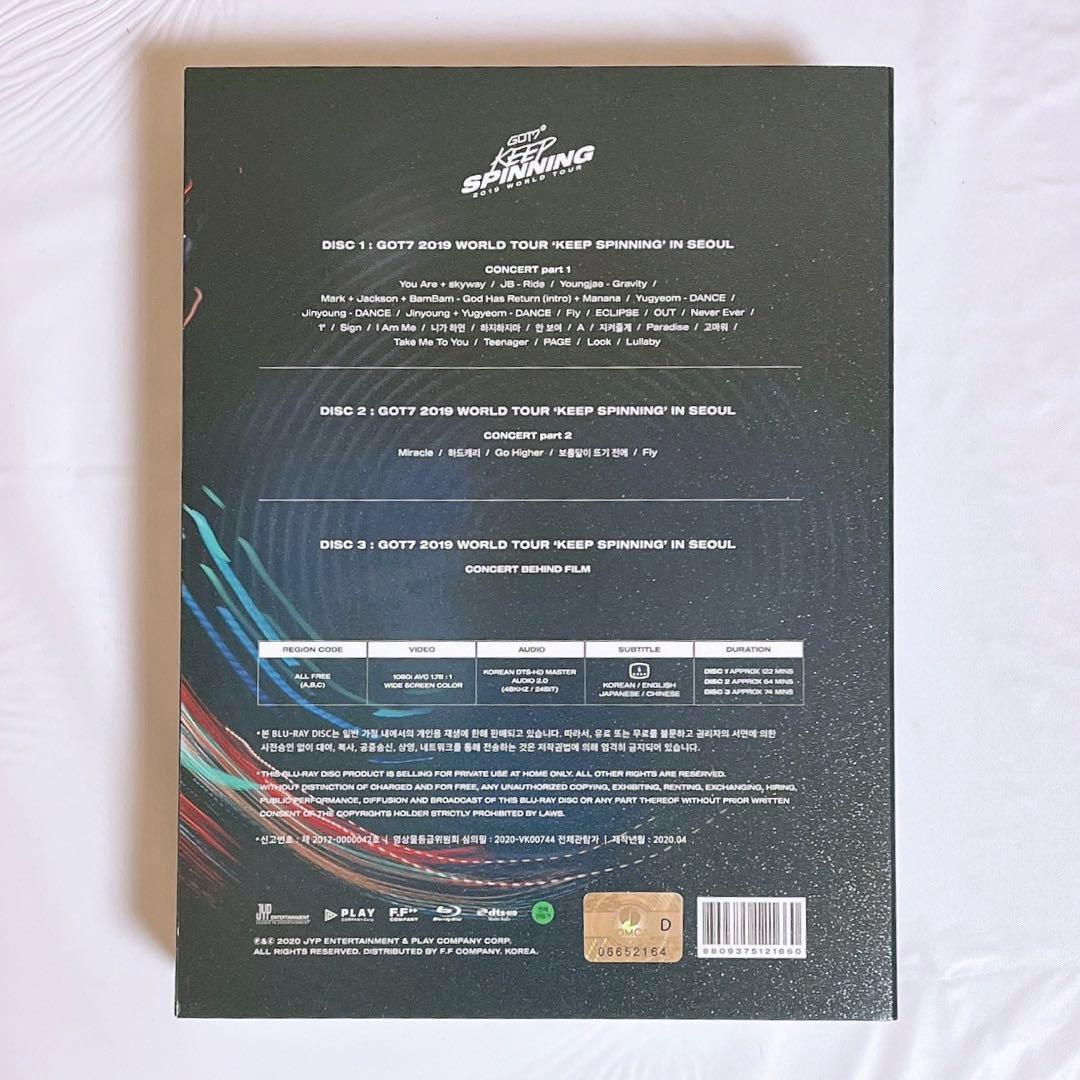 GOT7
KEEP
SPINNING
2019 WORLD TOUR
DISC 1 : GOT7 2019 WORLD TOUR ‘KEEP SPINNING’ IN SEOUL
CONCERT part 1
You Are + skyway / JB - Ride / Youngjae - Gravity /
Mark + Jackson + BamBam - God Has Return (intro) + Manana / Yugyeom - DANCE /
Jinyoung - DANCE / Jinyoung + Yugyeom - DANCE / Fly / ECLIPSE / OUT / Never Ever /
1° / Sign / I Am Me / 니가 하면 / 하지하지마 / 안 보여 / A / 지켜줄게 / Paradise / 고마워 /
Take Me To You / Teenager / PAGE / Look / Lullaby
DISC 2 : GOT7 2019 WORLD TOUR ‘KEEP SPINNING’ IN SEOUL
CONCERT part 2
Miracle / 하드캐리 / Go Higher / 보름달이 뜨기 전에 / Fly
DISC 3 : GOT7 2019 WORLD TOUR ‘KEEP SPINNING’ IN SEOUL
CONCERT BEHIND FILM
REGION CODE VIDEO AUDIO SUBTITLE DURATION
ALL FREE
(A,B,C)
1080i AVC 1.78 : 1
WIDE SCREEN COLOR
KOREAN DTS-HD MASTER
AUDIO 2.0
(48KHZ / 24BIT)
KOREAN / ENGLISH
JAPANESE / CHINESE
DISC 1 APPROX 122 MINS
DISC 2 APPROX 64 MINS
DISC 3 APPROX 74 MINS
*본 BLU-RAY DISC는 일반 가정 내에서의 개인용 재생에 한해 판매되고 있습니다. 따라서, 유료 또는 무료를 불문하고 권리자의 서면에 의한
사전승인 없이 대여, 복사, 공중송신, 상영, 네트워크를 통해 전송하는 것은 저작권법에 의해 엄격히 금지되어 있습니다.
*THIS BLU-RAY DISC PRODUCT IS SELLING FOR PRIVATE USE AT HOME ONLY. ALL OTHER RIGHTS ARE RESERVED.
WITHOUT DISTINCTION OF CHARGED AND FOR FREE, ANY UNAUTHORIZED COPYING, EXHIBITING, RENTING, EXCHANGING, HIRING,
PUBLIC PERFORMANCE, DIFFUSION AND BROADCAST OF THIS BLU-RAY DISC OR ANY PART THEREOF WITHOUT PRIOR WRITTEN
CONSENT OF THE COPYRIGHTS HOLDER STRICTLY PROHIBITED BY LAWS.
*신고번호 : 제 2012-0000042호 | 영상물등급위원회 심의필 : 2020-VK00744 전체관람가 | 제작년월 : 2020.04
JYP ENTERTAINMENT PLAY COMPANY Corp. F.F COMPANY Blu-ray Disc dts-HD Master Audio 전체 관람가
℗&© 2020 JYP ENTERTAINMENT & PLAY COMPANY CORP.
ALL RIGHTS RESERVED. DISTRIBUTED BY F.F COMPANY. KOREA.
D
06652164
8809375121660